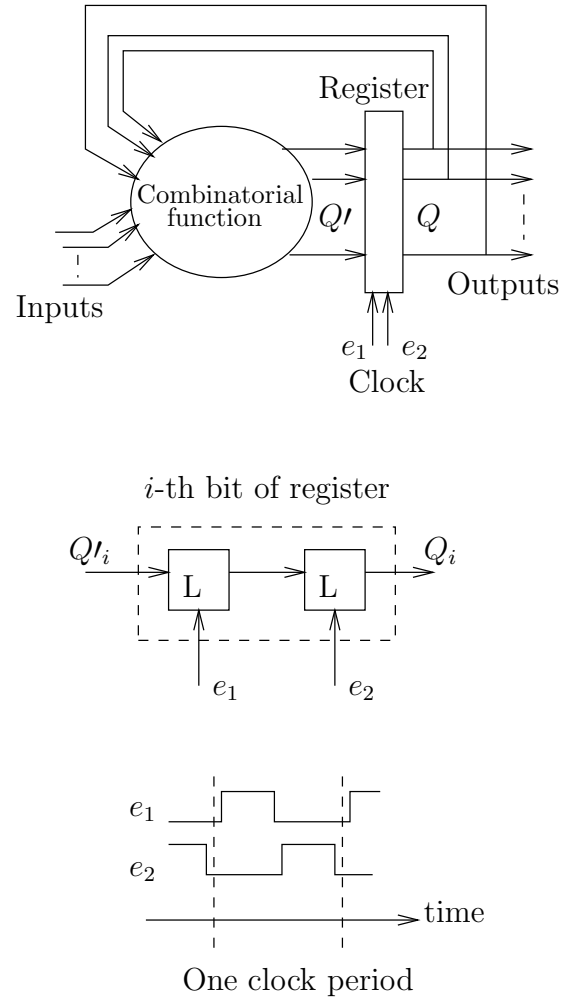 Register
Combinatorial
function
Q′
Q
Inputs
Outputs
e₁
e₂
Clock
i-th bit of register
Q′ᵢ
Qᵢ
L
L
e₁
e₂
e₁
e₂
time
One clock period